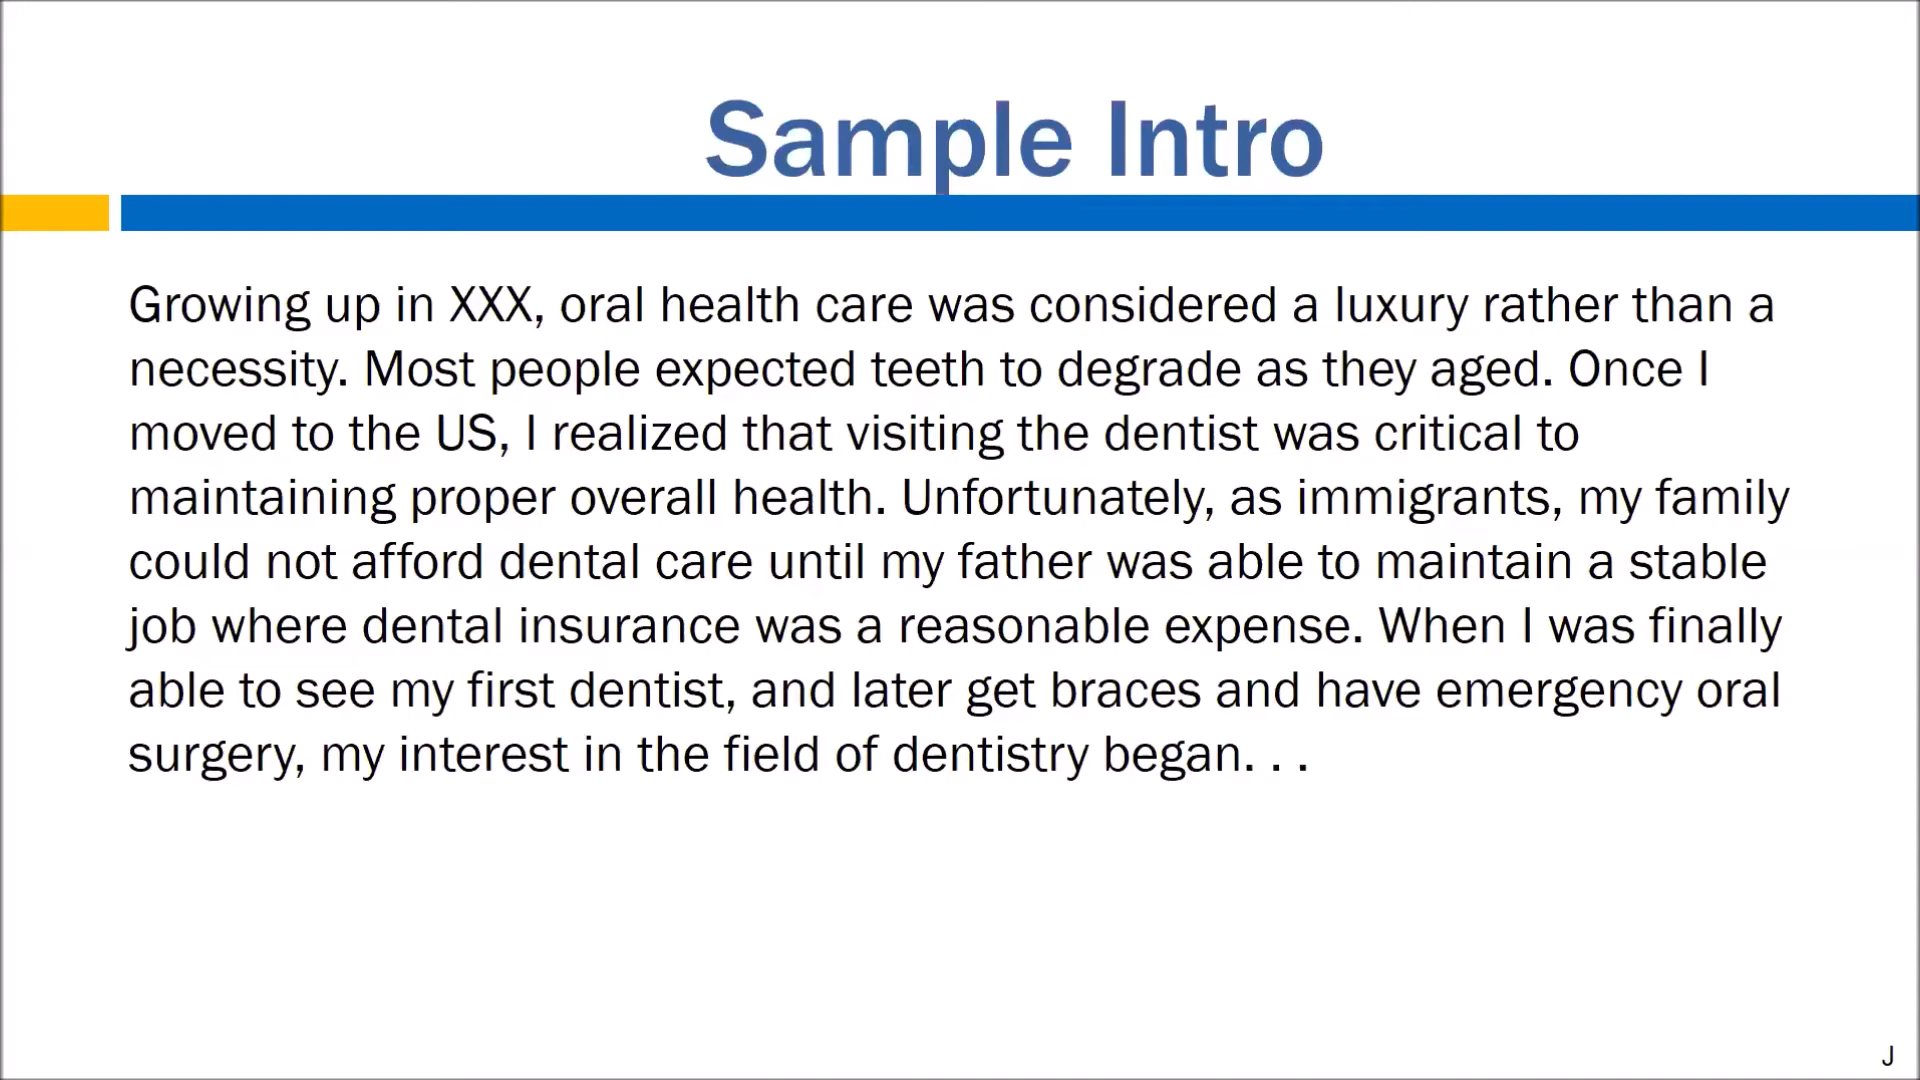 Sample Intro
Growing up in XXX, oral health care was considered a luxury rather than a
necessity. Most people expected teeth to degrade as they aged. Once I
moved to the US, I realized that visiting the dentist was critical to
maintaining proper overall health. Unfortunately, as immigrants, my family
could not afford dental care until my father was able to maintain a stable
job where dental insurance was a reasonable expense. When I was finally
able to see my first dentist, and later get braces and have emergency oral
surgery, my interest in the field of dentistry began. . .
J